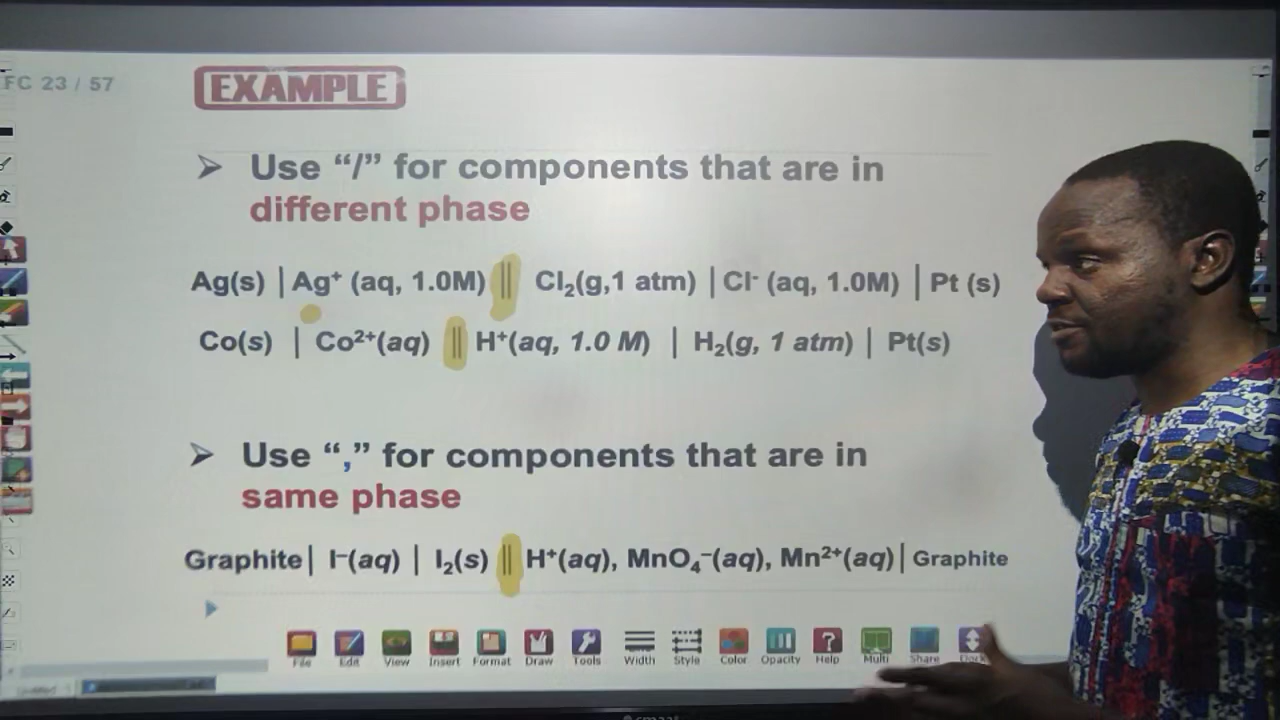 FC 23 / 57
EXAMPLE
➢ Use “/” for components that are in
different phase
Ag(s) | Ag⁺ (aq, 1.0M) || Cl₂(g,1 atm) | Cl⁻ (aq, 1.0M) | Pt (s)
Co(s) | Co²⁺(aq) || H⁺(aq, 1.0 M) | H₂(g, 1 atm) | Pt(s)
➢ Use “,” for components that are in
same phase
Graphite | I⁻(aq) | I₂(s) || H⁺(aq), MnO₄⁻(aq), Mn²⁺(aq) | Graphite
File Edit View Insert Format Draw Tools Width Style Color Opacity Help Multi Share Dock